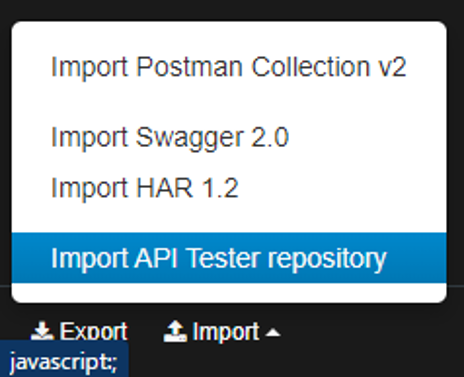 Import Postman Collection v2
Import Swagger 2.0
Import HAR 1.2
Import API Tester repository
Export Import
javascript:;